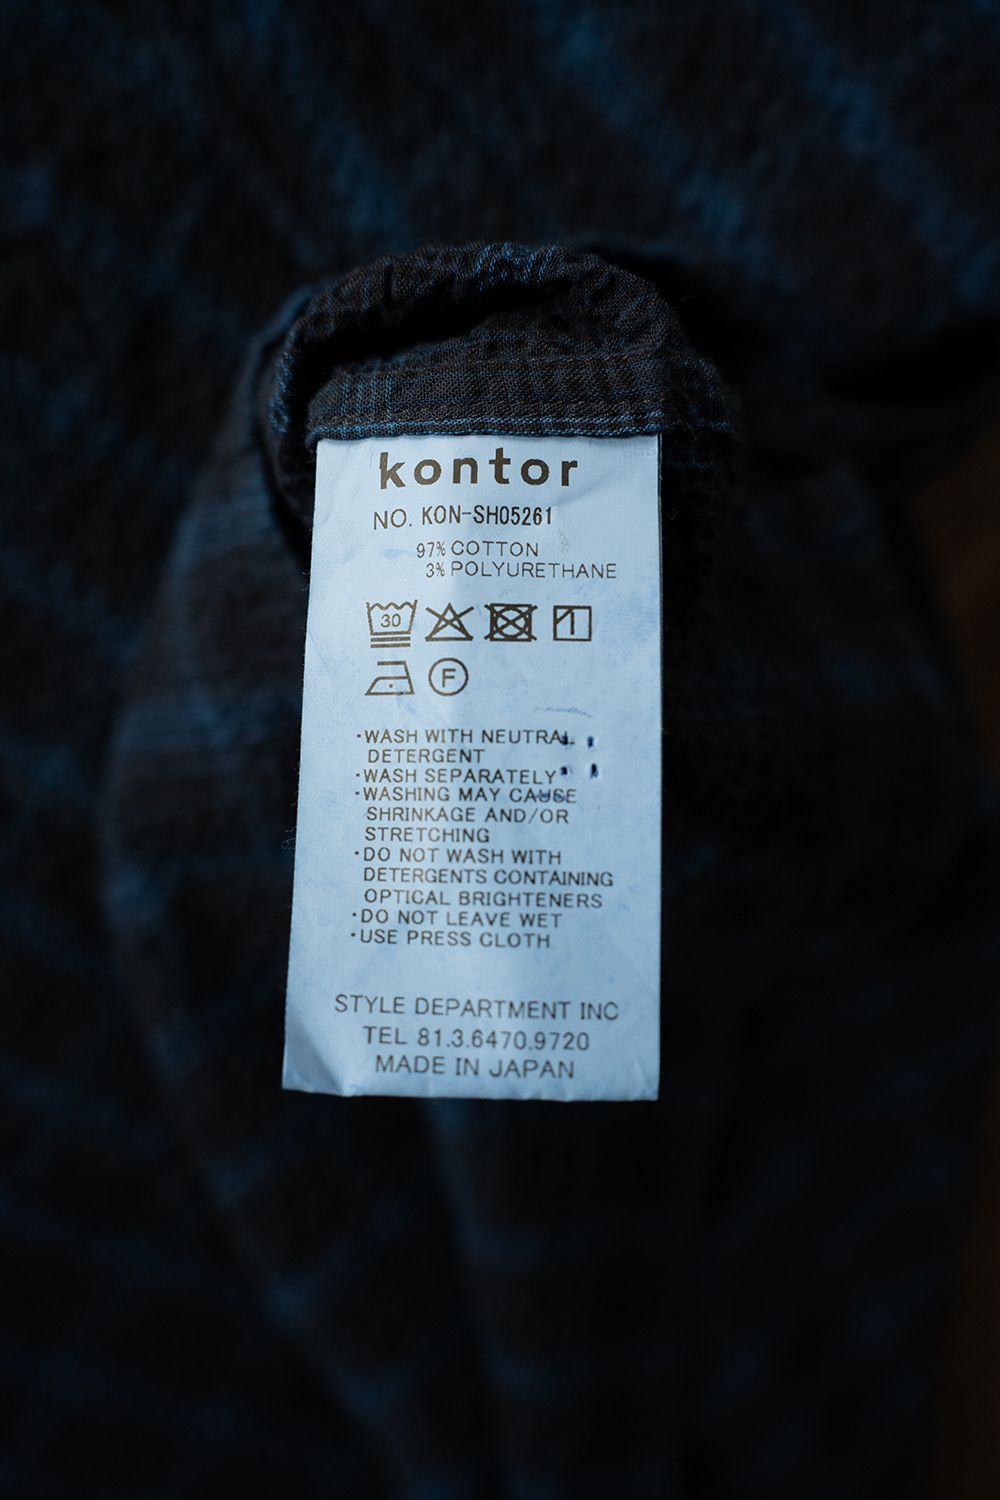 kontor
NO. KON-SH05261
97% COTTON
3% POLYURETHANE
30
F
·WASH WITH NEUTRAL
DETERGENT
·WASH SEPARATELY
·WASHING MAY CAUSE
SHRINKAGE AND/OR
STRETCHING
·DO NOT WASH WITH
DETERGENTS CONTAINING
OPTICAL BRIGHTENERS
·DO NOT LEAVE WET
·USE PRESS CLOTH
STYLE DEPARTMENT INC
TEL 81.3.6470.9720
MADE IN JAPAN